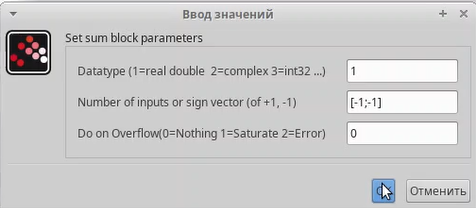 Ввод значений
Set sum block parameters
Datatype (1=real double  2=complex 3=int32 ...) 1
Number of inputs or sign vector (of +1, -1) [-1;-1]
Do on Overflow(0=Nothing 1=Saturate 2=Error) 0
Отменить